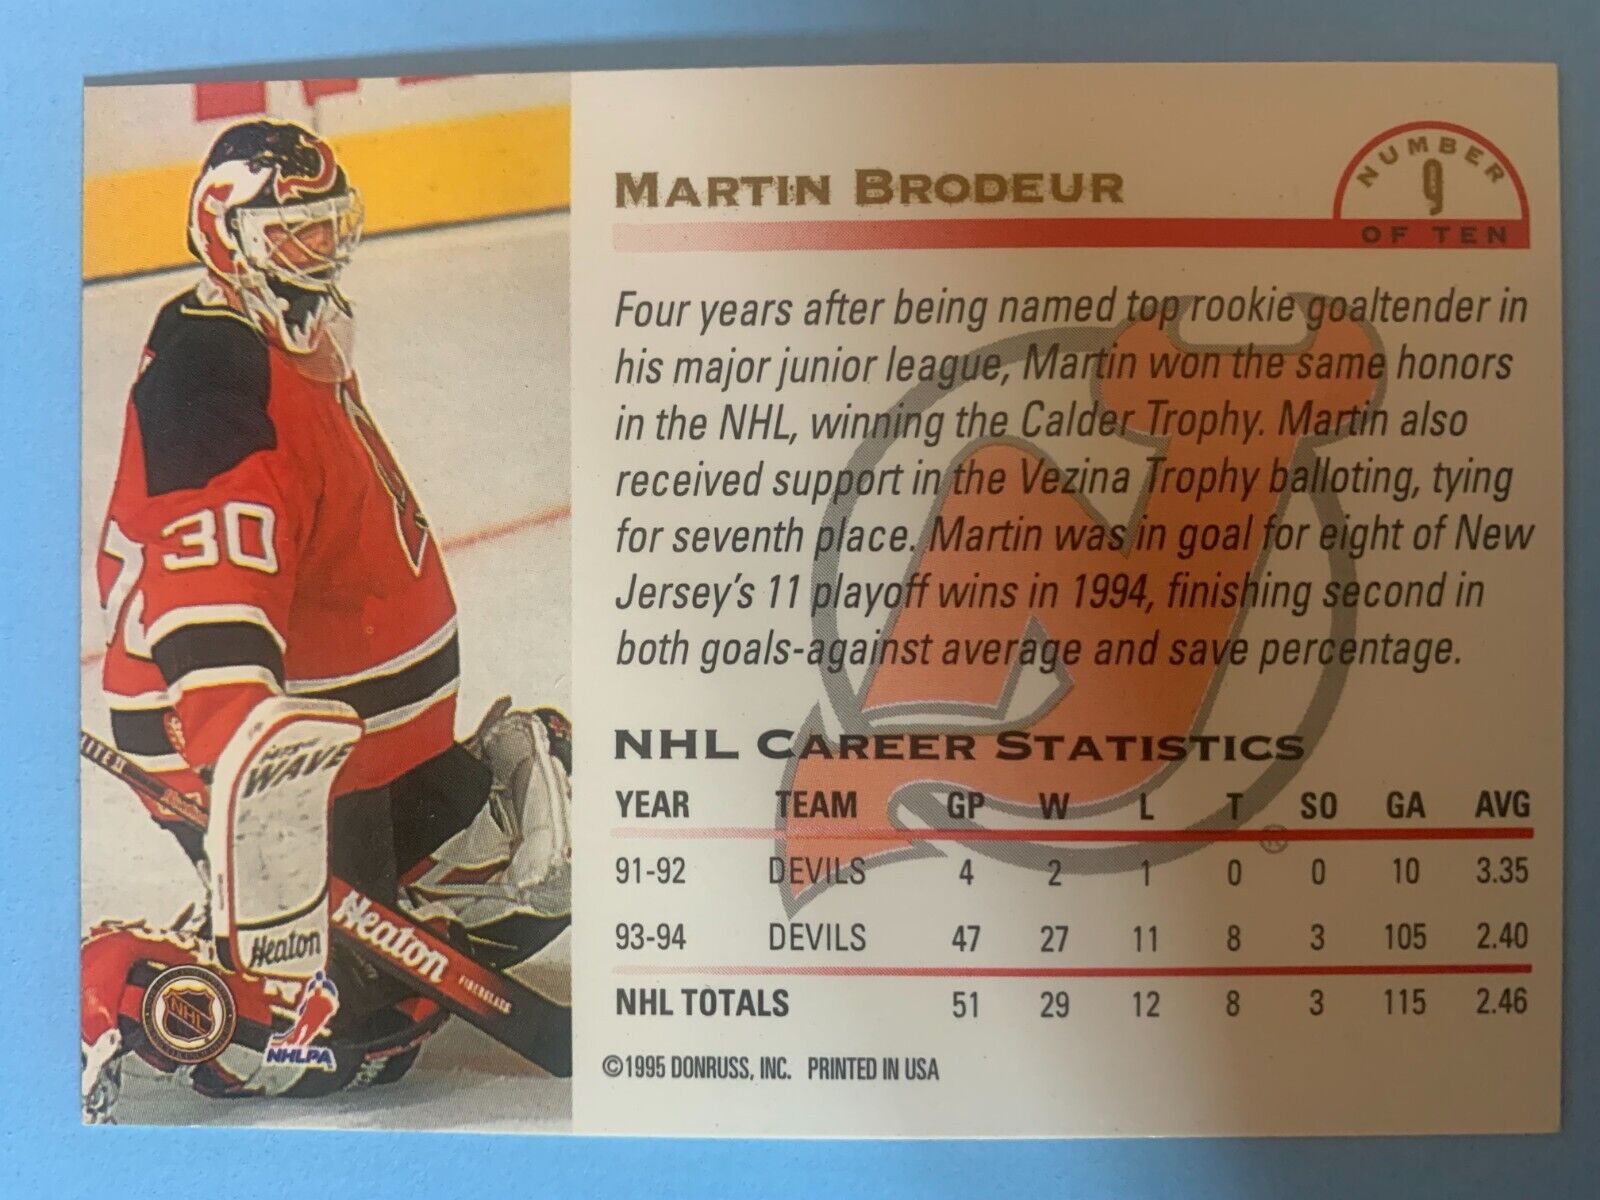 MARTIN BRODEUR
NUMBER
9
OF TEN
Four years after being named top rookie goaltender in
his major junior league, Martin won the same honors
in the NHL, winning the Calder Trophy. Martin also
received support in the Vezina Trophy balloting, tying
for seventh place. Martin was in goal for eight of New
Jersey's 11 playoff wins in 1994, finishing second in
both goals-against average and save percentage.
NHL CAREER STATISTICS
YEAR TEAM GP W L T SO GA AVG
91-92 DEVILS 4 2 1 0 0 10 3.35
93-94 DEVILS 47 27 11 8 3 105 2.40
NHL TOTALS 51 29 12 8 3 115 2.46
©1995 DONRUSS, INC. PRINTED IN USA
®
30
WAVE
Heaton
Heaton
FIBERGLASS
NHL
NHLPA